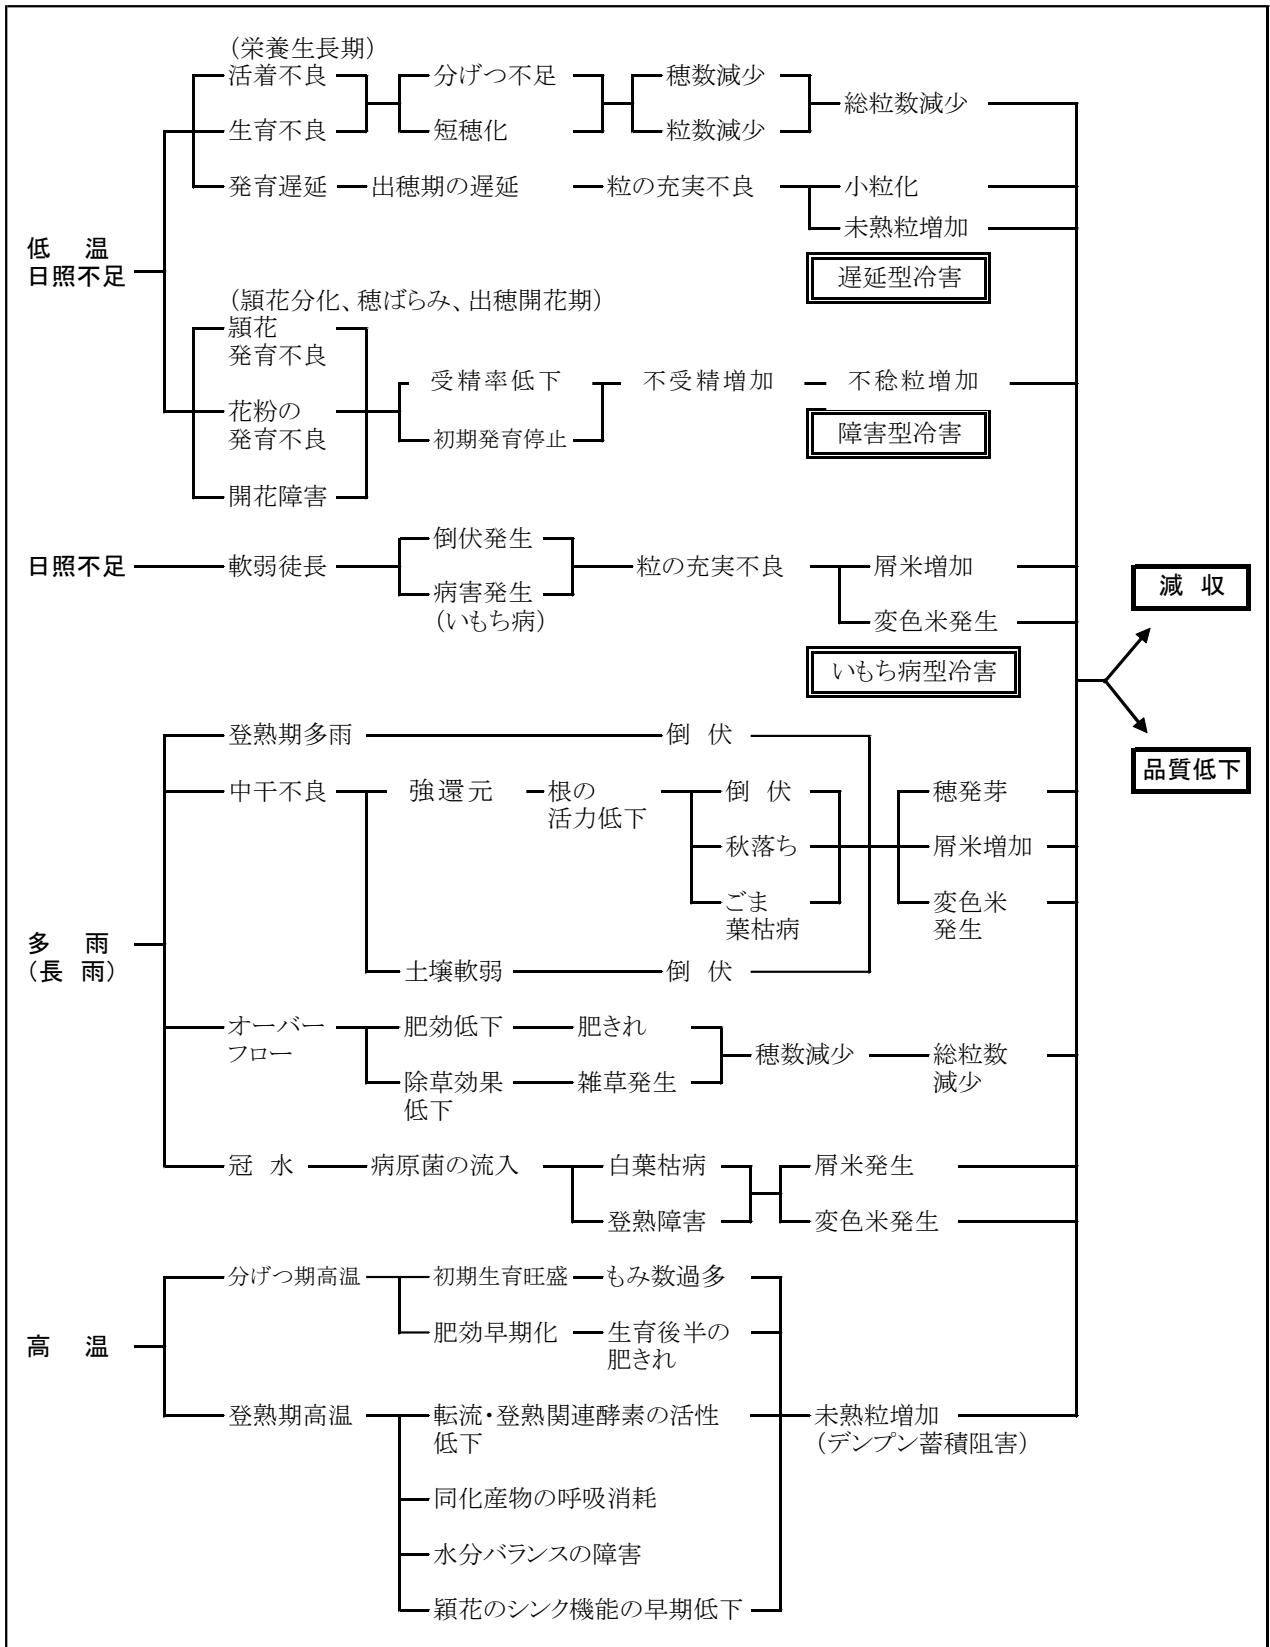 (栄養生長期)
活着不良
分げつ不足
穂数減少
総粒数減少
生育不良
短穂化
粒数減少
発育遅延
出穂期の遅延
粒の充実不良
小粒化
未熟粒増加
低 温
日照不足
遅延型冷害
(穎花分化、穂ばらみ、出穂開花期)
穎花
発育不良
受精率低下
不受精増加
不稔粒増加
花粉の
発育不良
初期発育停止
障害型冷害
開花障害
日照不足
軟弱徒長
倒伏発生
病害発生
(いもち病)
粒の充実不良
屑米増加
変色米発生
いもち病型冷害
減 収
品質低下
登熟期多雨
倒 伏
中干不良
強還元
根の
活力低下
倒 伏
穂発芽
秋落ち
屑米増加
ごま
葉枯病
変色米
発生
多 雨
(長 雨)
土壌軟弱
倒 伏
オーバー
フロー
肥効低下
肥きれ
穂数減少
総粒数
減少
除草効果
低下
雑草発生
冠 水
病原菌の流入
白葉枯病
屑米発生
登熟障害
変色米発生
分げつ期高温
初期生育旺盛
もみ数過多
高 温
肥効早期化
生育後半の
肥きれ
登熟期高温
転流・登熟関連酵素の活性
低下
未熟粒増加
(デンプン蓄積阻害)
同化産物の呼吸消耗
水分バランスの障害
穎花のシンク機能の早期低下